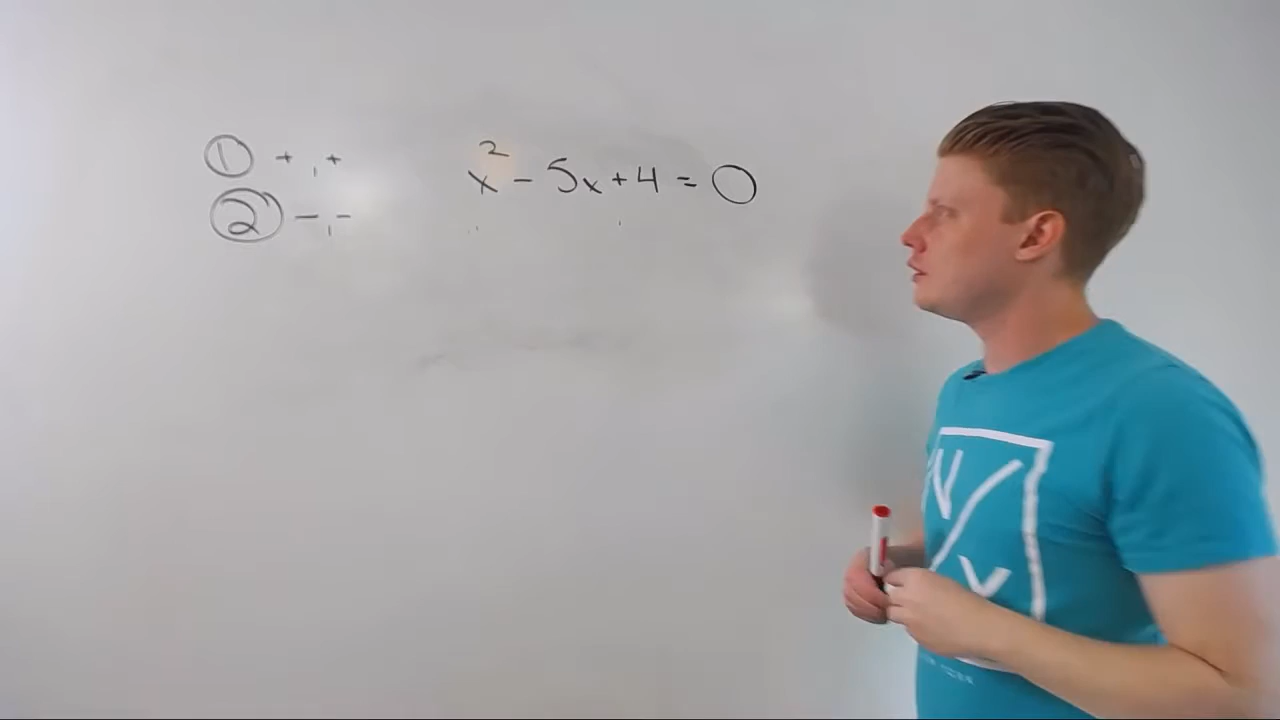 ① +, +
② -, -
x² - 5x + 4 = 0